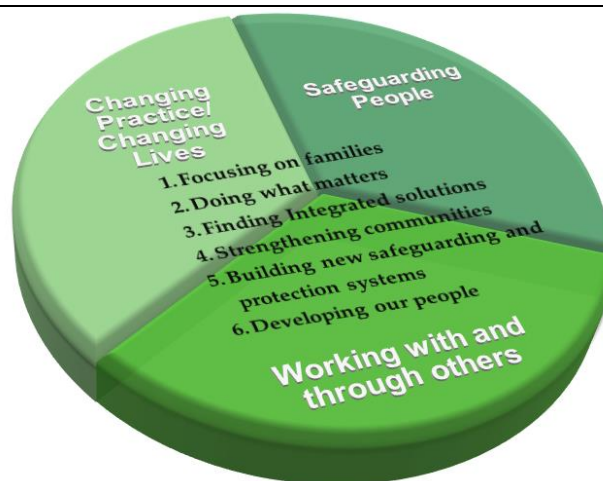 Changing
Practice/
Changing
Lives
Safeguarding
People
1.Focusing on families
2.Doing what matters
3.Finding Integrated solutions
4.Strengthening communities
5.Building new safeguarding and
protection systems
6.Developing our people
Working with and
through others